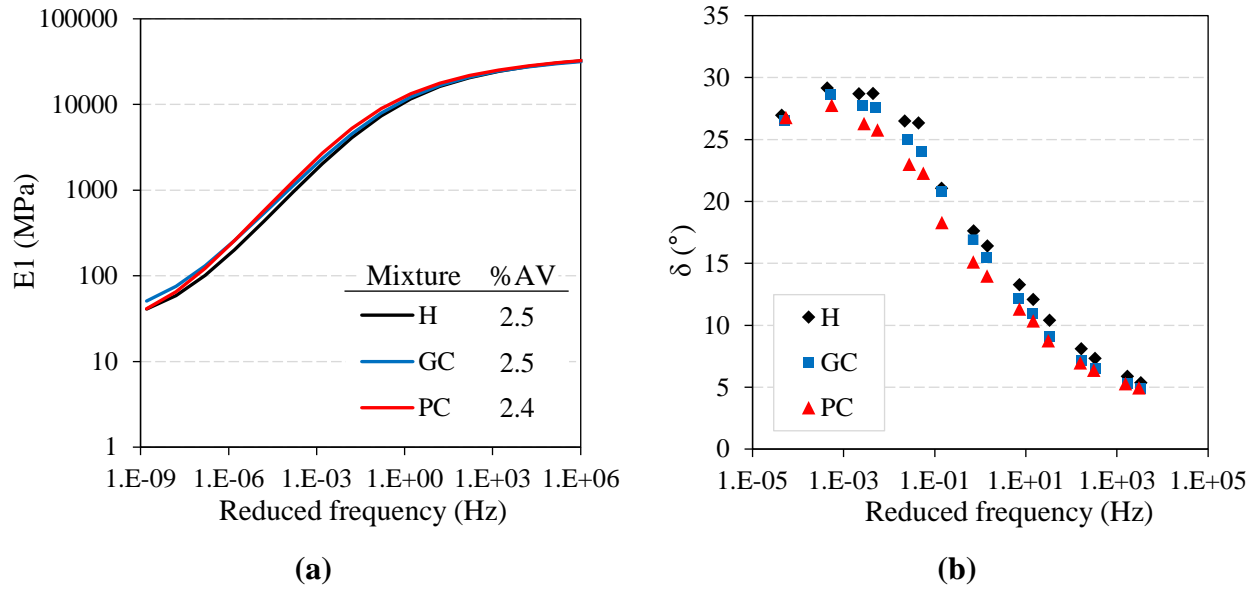 100000
10000
1000
100
10
1
E1 (MPa)
Mixture %AV
H 2.5
GC 2.5
PC 2.4
1.E-09 1.E-06 1.E-03 1.E+00 1.E+03 1.E+06
Reduced frequency (Hz)
(a)
35
30
25
20
15
10
5
0
δ (°)
H
GC
PC
1.E-05 1.E-03 1.E-01 1.E+01 1.E+03 1.E+05
Reduced frequency (Hz)
(b)